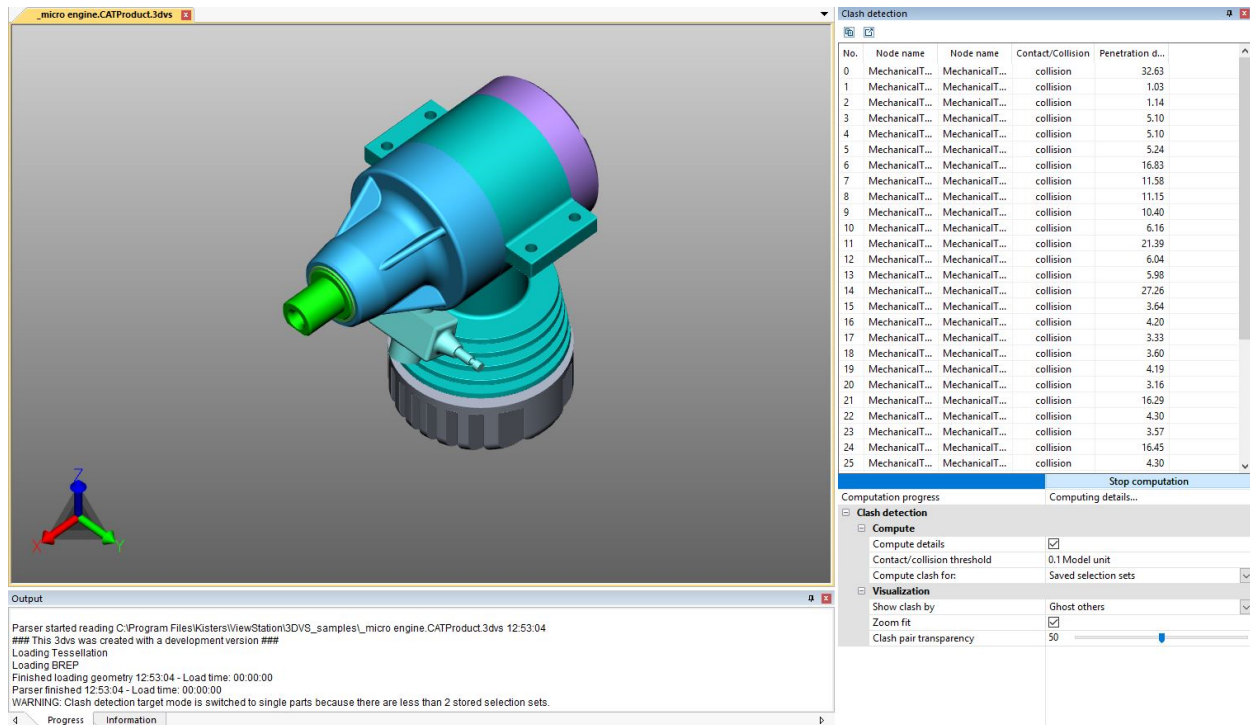 _micro engine.CATProduct.3dvs
Z
X
Y
Output
Parser started reading C:\Program Files\Kisters\ViewStation\3DVS_samples\_micro engine.CATProduct.3dvs 12:53:04
### This 3dvs was created with a development version ###
Loading Tessellation
Loading BREP
Finished loading geometry 12:53:04 - Load time: 00:00:00
Parser finished 12:53:04 - Load time: 00:00:00
WARNING: Clash detection target mode is switched to single parts because there are less than 2 stored selection sets.
Progress Information
Clash detection
No. Node name Node name Contact/Collision Penetration d...
0 MechanicalT... MechanicalT... collision 32.63
1 MechanicalT... MechanicalT... collision 1.03
2 MechanicalT... MechanicalT... collision 1.14
3 MechanicalT... MechanicalT... collision 5.10
4 MechanicalT... MechanicalT... collision 5.10
5 MechanicalT... MechanicalT... collision 5.24
6 MechanicalT... MechanicalT... collision 16.83
7 MechanicalT... MechanicalT... collision 11.58
8 MechanicalT... MechanicalT... collision 11.15
9 MechanicalT... MechanicalT... collision 10.40
10 MechanicalT... MechanicalT... collision 6.16
11 MechanicalT... MechanicalT... collision 21.39
12 MechanicalT... MechanicalT... collision 6.04
13 MechanicalT... MechanicalT... collision 5.98
14 MechanicalT... MechanicalT... collision 27.26
15 MechanicalT... MechanicalT... collision 3.64
16 MechanicalT... MechanicalT... collision 4.20
17 MechanicalT... MechanicalT... collision 3.33
18 MechanicalT... MechanicalT... collision 3.60
19 MechanicalT... MechanicalT... collision 4.19
20 MechanicalT... MechanicalT... collision 3.16
21 MechanicalT... MechanicalT... collision 16.29
22 MechanicalT... MechanicalT... collision 4.30
23 MechanicalT... MechanicalT... collision 3.57
24 MechanicalT... MechanicalT... collision 16.45
25 MechanicalT... MechanicalT... collision 4.30
Stop computation
Computation progress Computing details...
Clash detection
Compute
Compute details
Contact/collision threshold 0.1 Model unit
Compute clash for: Saved selection sets
Visualization
Show clash by Ghost others
Zoom fit
Clash pair transparency 50